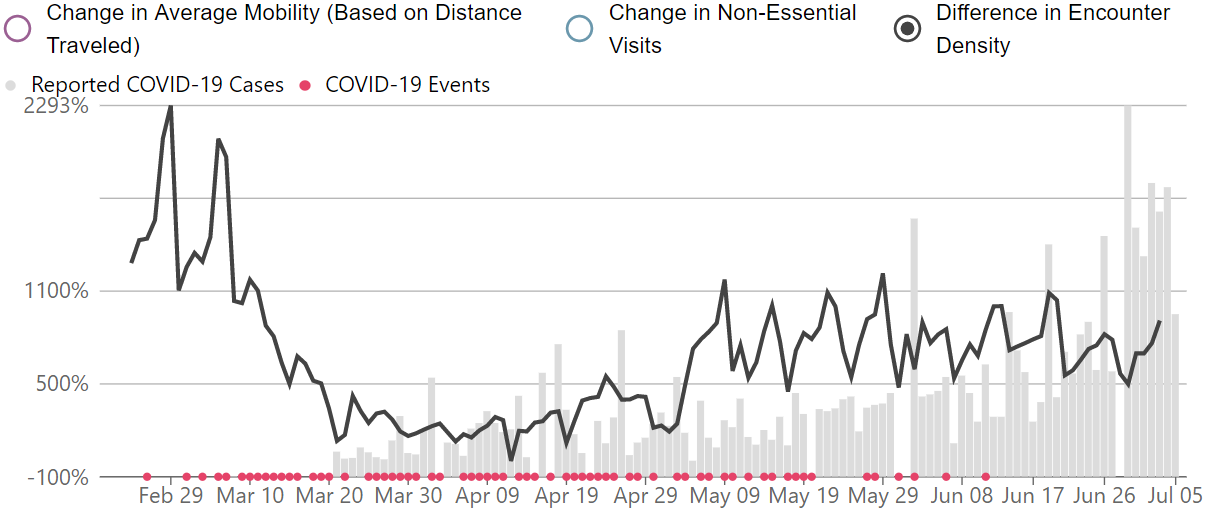 Change in Average Mobility (Based on Distance Traveled)
Change in Non-Essential Visits
Difference in Encounter Density
Reported COVID-19 Cases
COVID-19 Events
2293%
1100%
500%
-100%
Feb 29 Mar 10 Mar 20 Mar 30 Apr 09 Apr 19 Apr 29 May 09 May 19 May 29 Jun 08 Jun 17 Jun 26 Jul 05